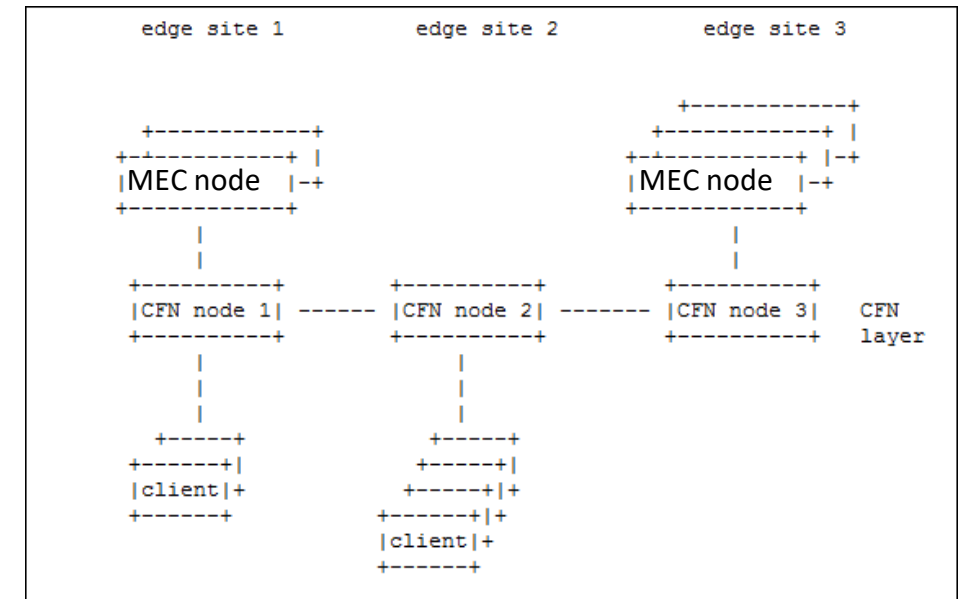 edge site 1 edge site 2 edge site 3
MEC node MEC node
CFN node 1 CFN node 2 CFN node 3 CFN
layer
client
client